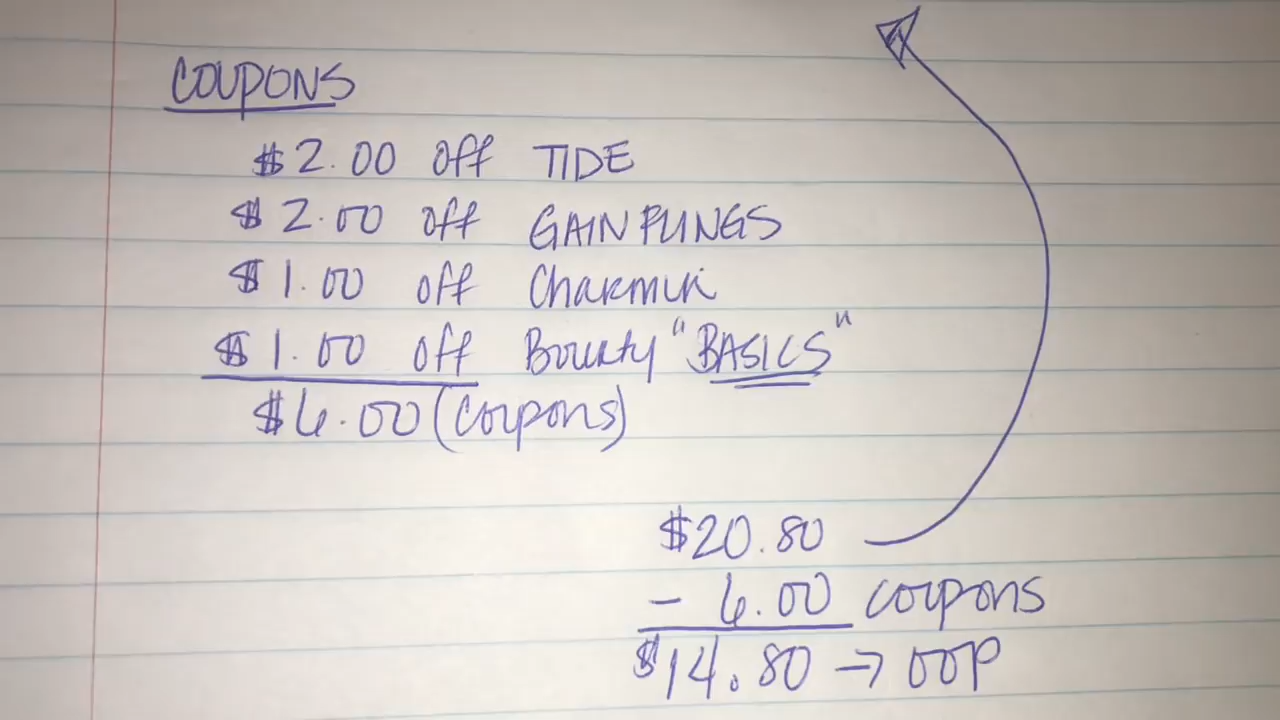 COUPONS
$2.00 off TIDE
$2.00 off GAIN FLINGS
$1.00 off Charmin
$1.00 off Bounty "BASICS"
$6.00 (coupons)
$20.80
- 6.00 coupons
$14.80 → OOP